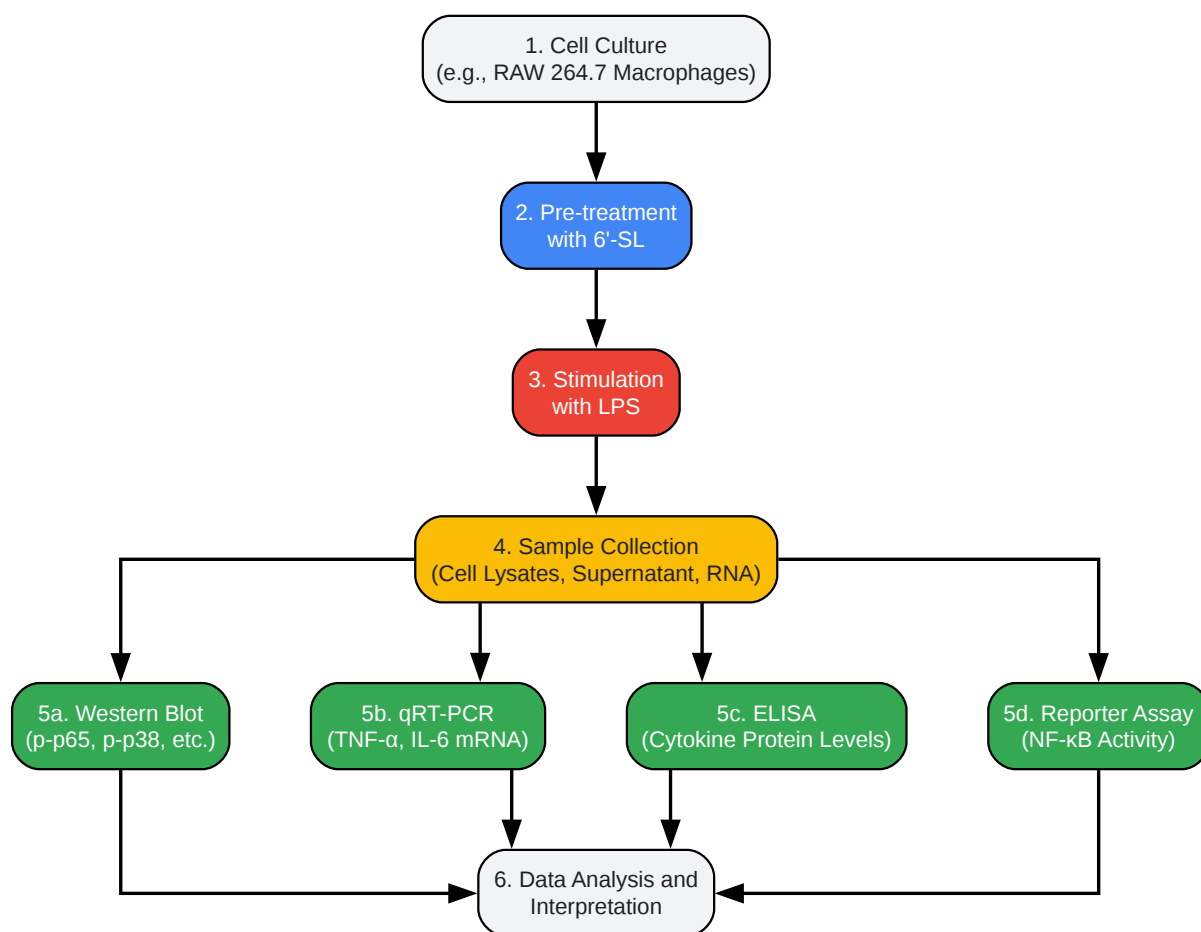 1. Cell Culture
(e.g., RAW 264.7 Macrophages)
2. Pre-treatment
with 6'-SL
3. Stimulation
with LPS
4. Sample Collection
(Cell Lysates, Supernatant, RNA)
5a. Western Blot
(p-p65, p-p38, etc.)
5b. qRT-PCR
(TNF-α, IL-6 mRNA)
5c. ELISA
(Cytokine Protein Levels)
5d. Reporter Assay
(NF-κB Activity)
6. Data Analysis and
Interpretation